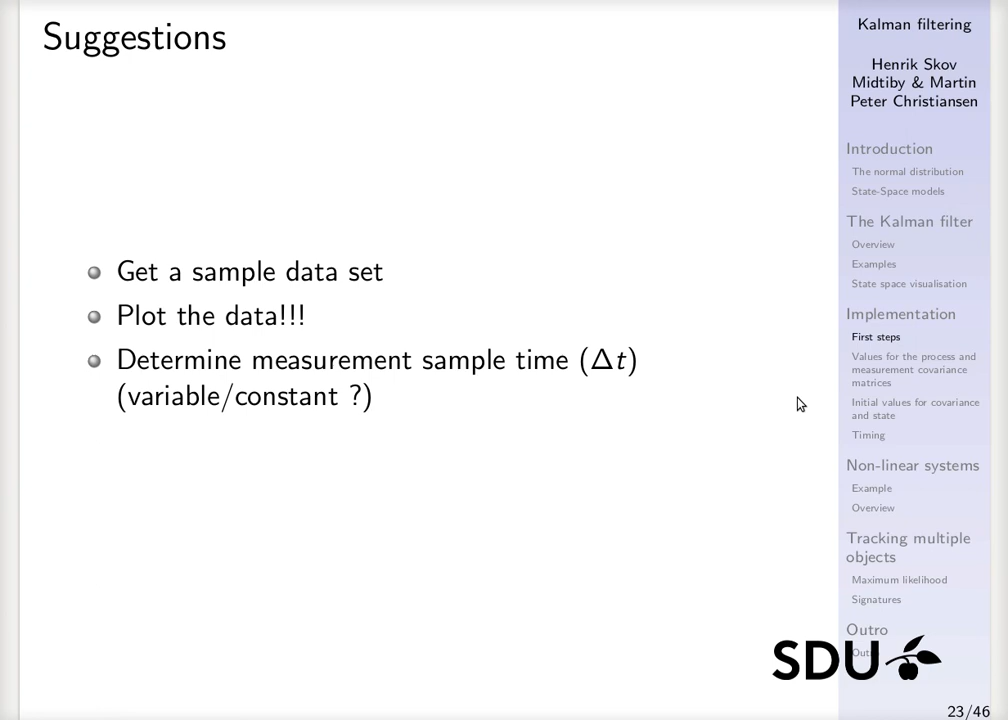 Suggestions
Get a sample data set
Plot the data!!!
Determine measurement sample time (Δt)
(variable/constant ?)
Kalman filtering
Henrik Skov
Midtiby & Martin
Peter Christiansen
Introduction
The normal distribution
State-Space models
The Kalman filter
Overview
Examples
State space visualisation
Implementation
First steps
Values for the process and
measurement covariance
matrices
Initial values for covariance
and state
Timing
Non-linear systems
Example
Overview
Tracking multiple
objects
Maximum likelihood
Signatures
Outro
SDU
23/46